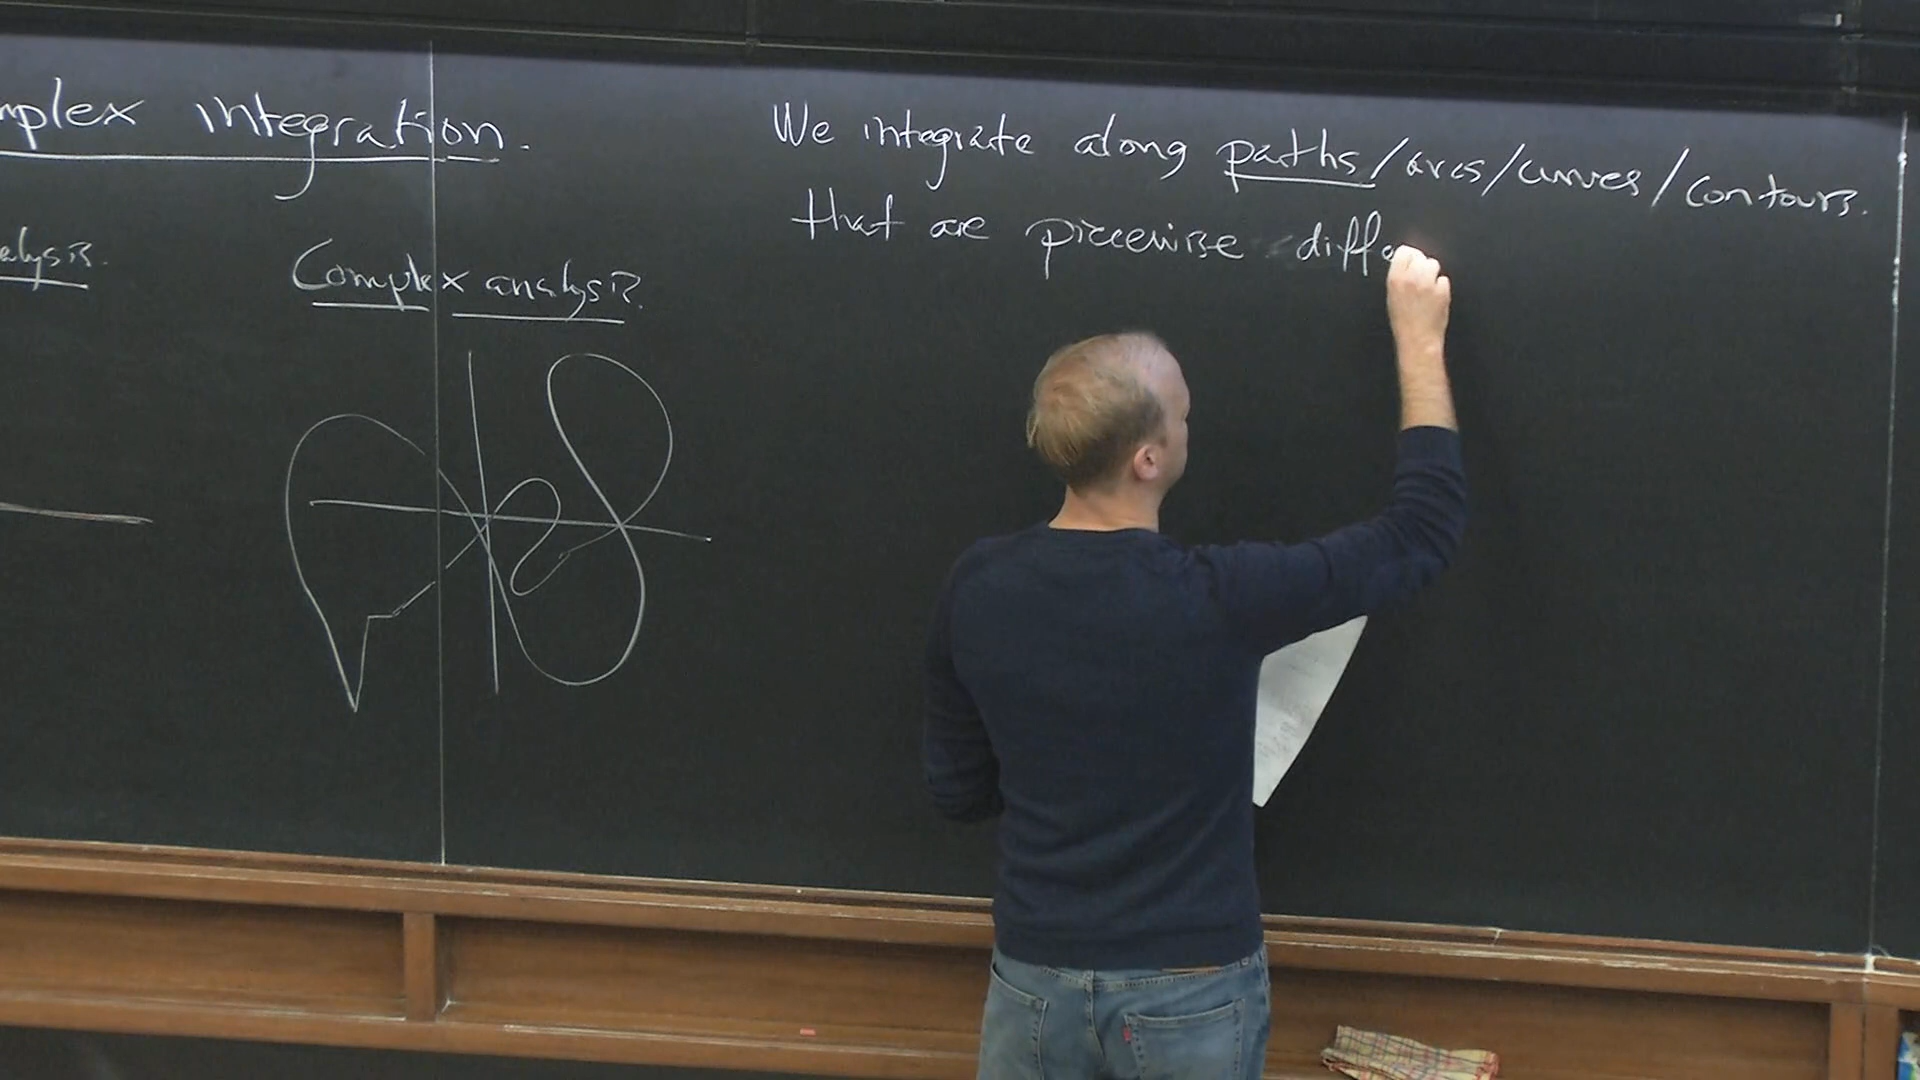 mplex integration.
alysis.
Complex analysis.
We integrate along paths/arcs/curves/contours.
that are piecewise diffe